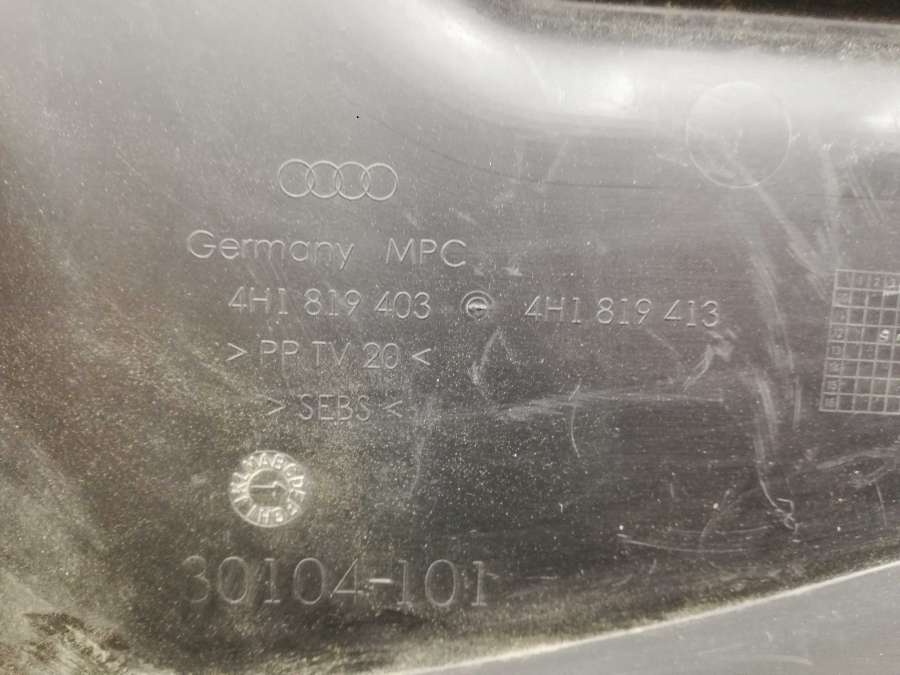 Germany MPC
4H1 819 403 4H1 819 413
> PP TV 20 <
> SEBS <
30104-101